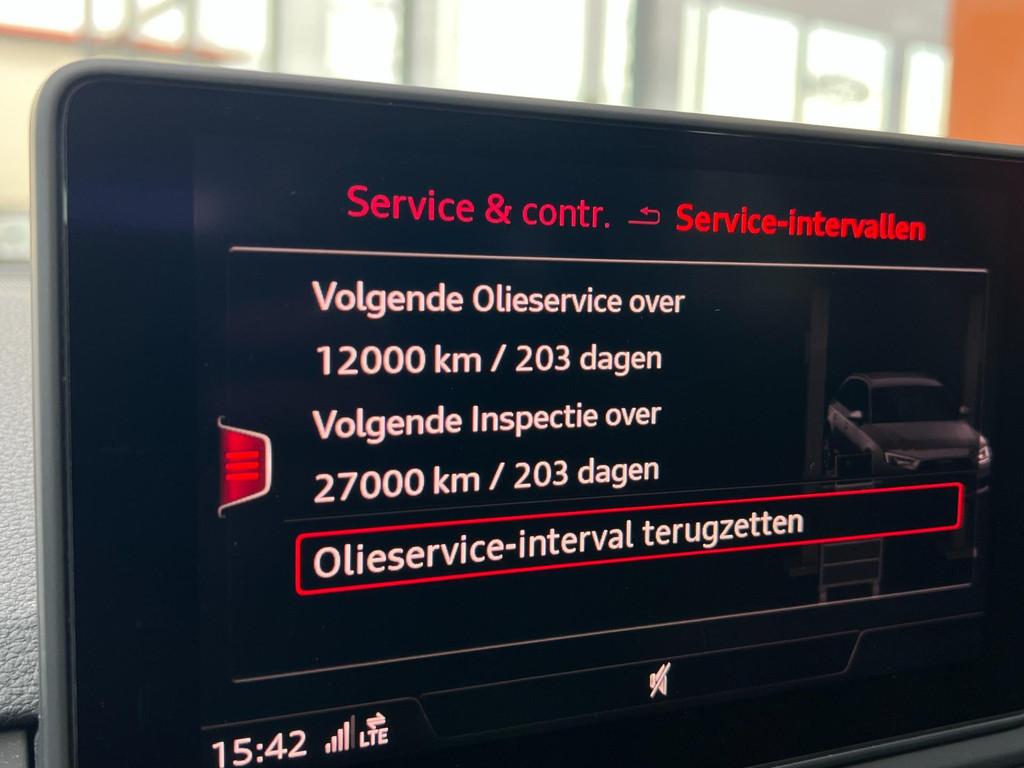 Service & contr. Service-intervallen
Volgende Olieservice over
12000 km / 203 dagen
Volgende Inspectie over
27000 km / 203 dagen
Olieservice-interval terugzetten
15:42 LTE